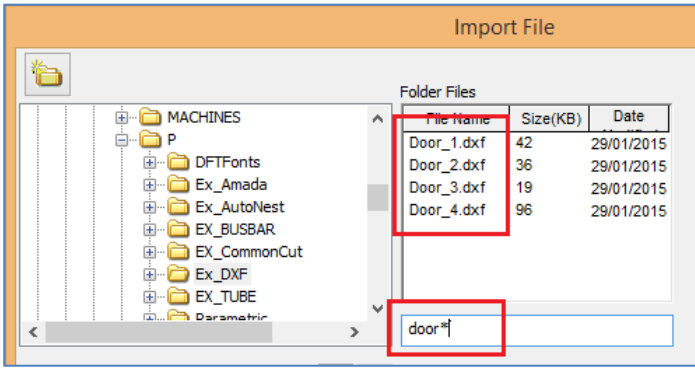 Import File
Folder Files
MACHINES
P
DFTFonts
Ex_Amada
Ex_AutoNest
EX_BUSBAR
EX_CommonCut
Ex_DXF
EX_TUBE
Parametric
File Name Size(KB) Date
Door_1.dxf 42 29/01/2015
Door_2.dxf 36 29/01/2015
Door_3.dxf 19 29/01/2015
Door_4.dxf 96 29/01/2015
door*